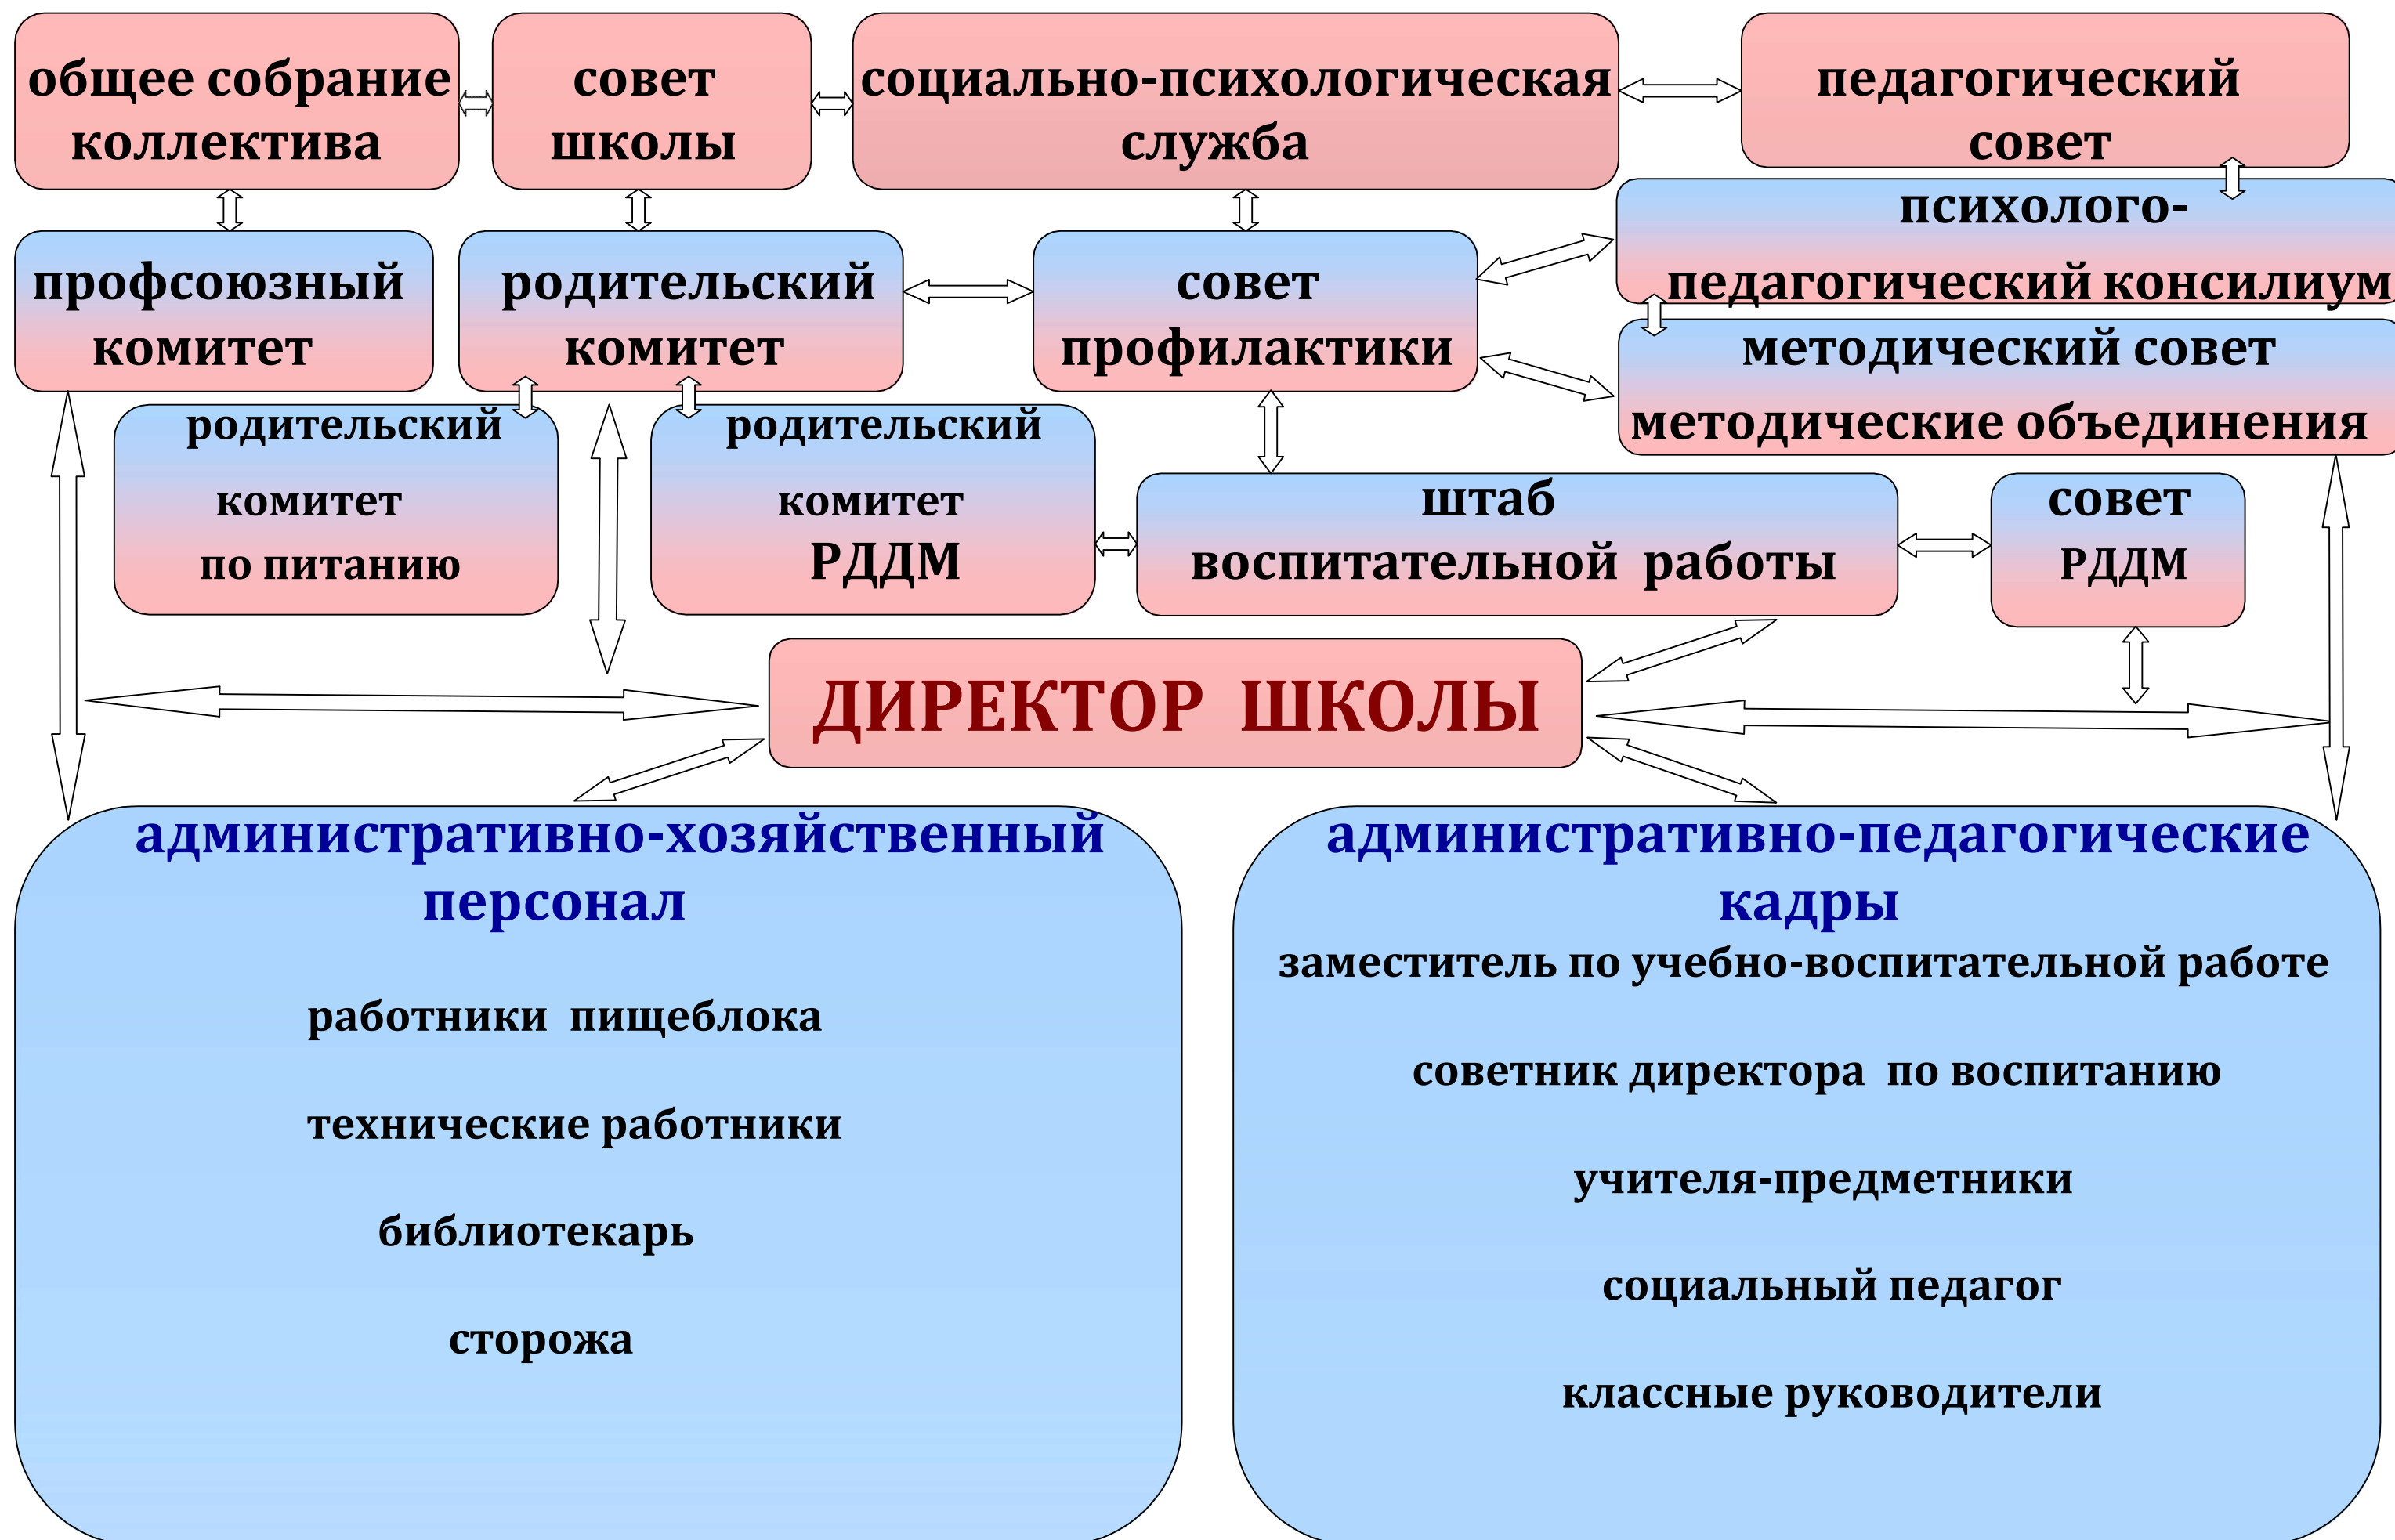 общее собрание
коллектива
совет
школы
социально-психологическая
служба
педагогический
совет
профсоюзный
комитет
родительский
комитет
совет
профилактики
психолого-
педагогический консилиум
методический совет
методические объединения
родительский
комитет
по питанию
родительский
комитет
РДДМ
штаб
воспитательной работы
совет
РДДМ
ДИРЕКТОР ШКОЛЫ
административно-хозяйственный
персонал
работники пищеблока
технические работники
библиотекарь
сторожа
административно-педагогические
кадры
заместитель по учебно-воспитательной работе
советник директора по воспитанию
учителя-предметники
социальный педагог
классные руководители